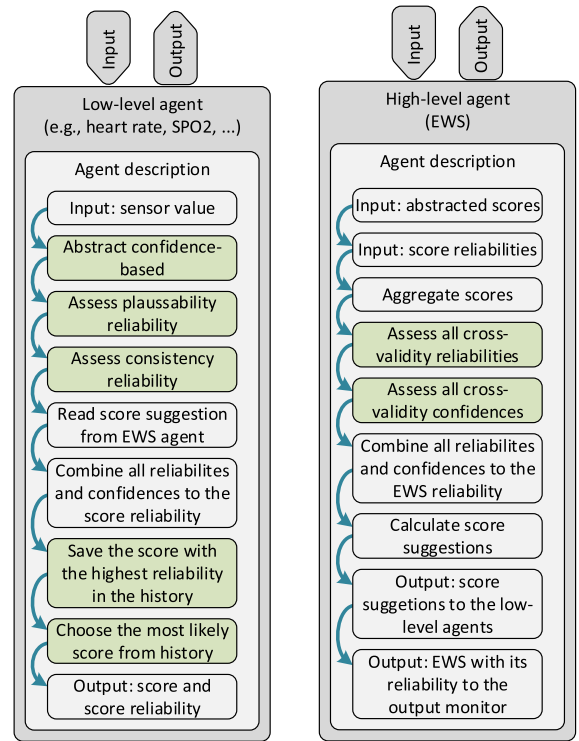 Input
Output
Low-level agent
(e.g., heart rate, SPO2, ...)
Agent description
Input: sensor value
Abstract confidence-
based
Assess plaussability
reliability
Assess consistency
reliability
Read score suggestion
from EWS agent
Combine all reliabilites
and confidences to the
score reliability
Save the score with
the highest reliability
in the history
Choose the most likely
score from history
Output: score and
score reliability
Input
Output
High-level agent
(EWS)
Agent description
Input: abstracted scores
Input: score reliabilities
Aggregate scores
Assess all cross-
validity reliabilities
Assess all cross-
validity confidences
Combine all reliabilites
and confidences to the
EWS reliability
Calculate score
suggestions
Output: score
suggetions to the low-
level agents
Output: EWS with its
reliability to the
output monitor